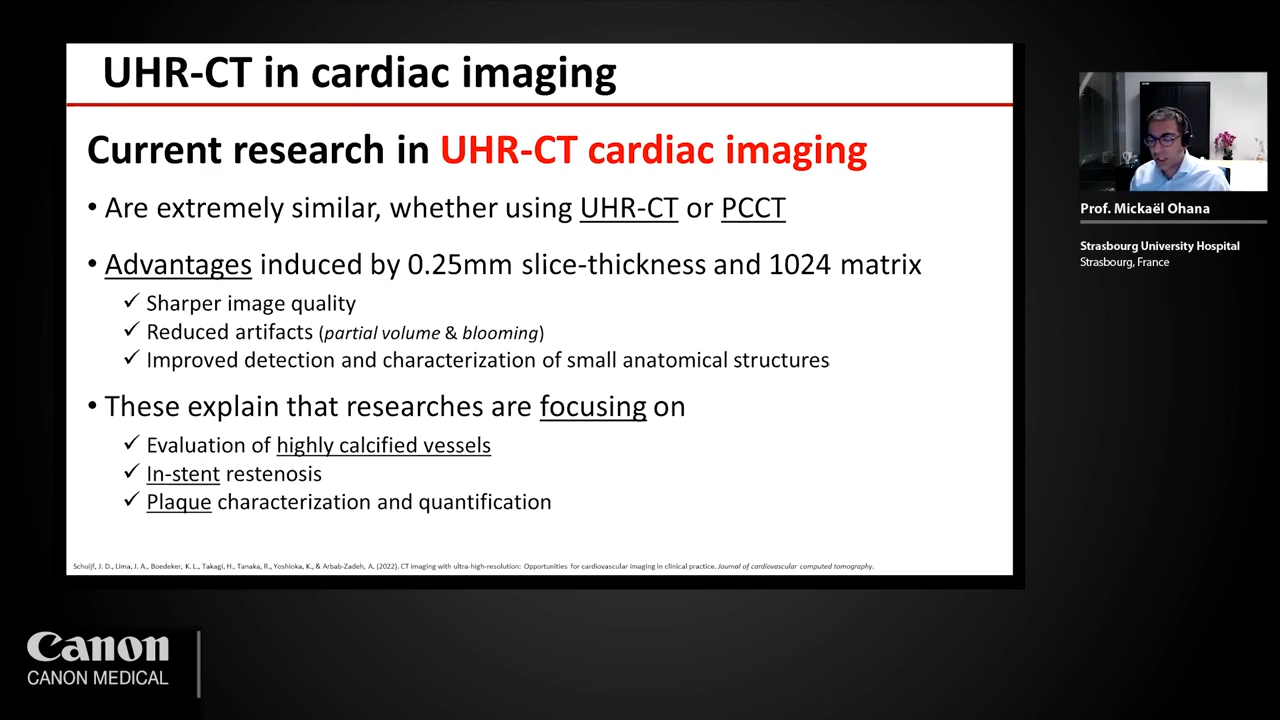 UHR-CT in cardiac imaging
Current research in UHR-CT cardiac imaging
• Are extremely similar, whether using UHR-CT or PCCT
• Advantages induced by 0.25mm slice-thickness and 1024 matrix
✓ Sharper image quality
✓ Reduced artifacts (partial volume & blooming)
✓ Improved detection and characterization of small anatomical structures
• These explain that researches are focusing on
✓ Evaluation of highly calcified vessels
✓ In-stent restenosis
✓ Plaque characterization and quantification
Schuijf, J. D., Lima, J. A., Boedeker, K. L., Takagi, H., Tanaka, R., Yoshioka, K., & Arbab-Zadeh, A. (2022). CT imaging with ultra-high-resolution: Opportunities for cardiovascular imaging in clinical practice. Journal of cardiovascular computed tomography.
Prof. Mickaël Ohana
Strasbourg University Hospital
Strasbourg, France
Canon
CANON MEDICAL